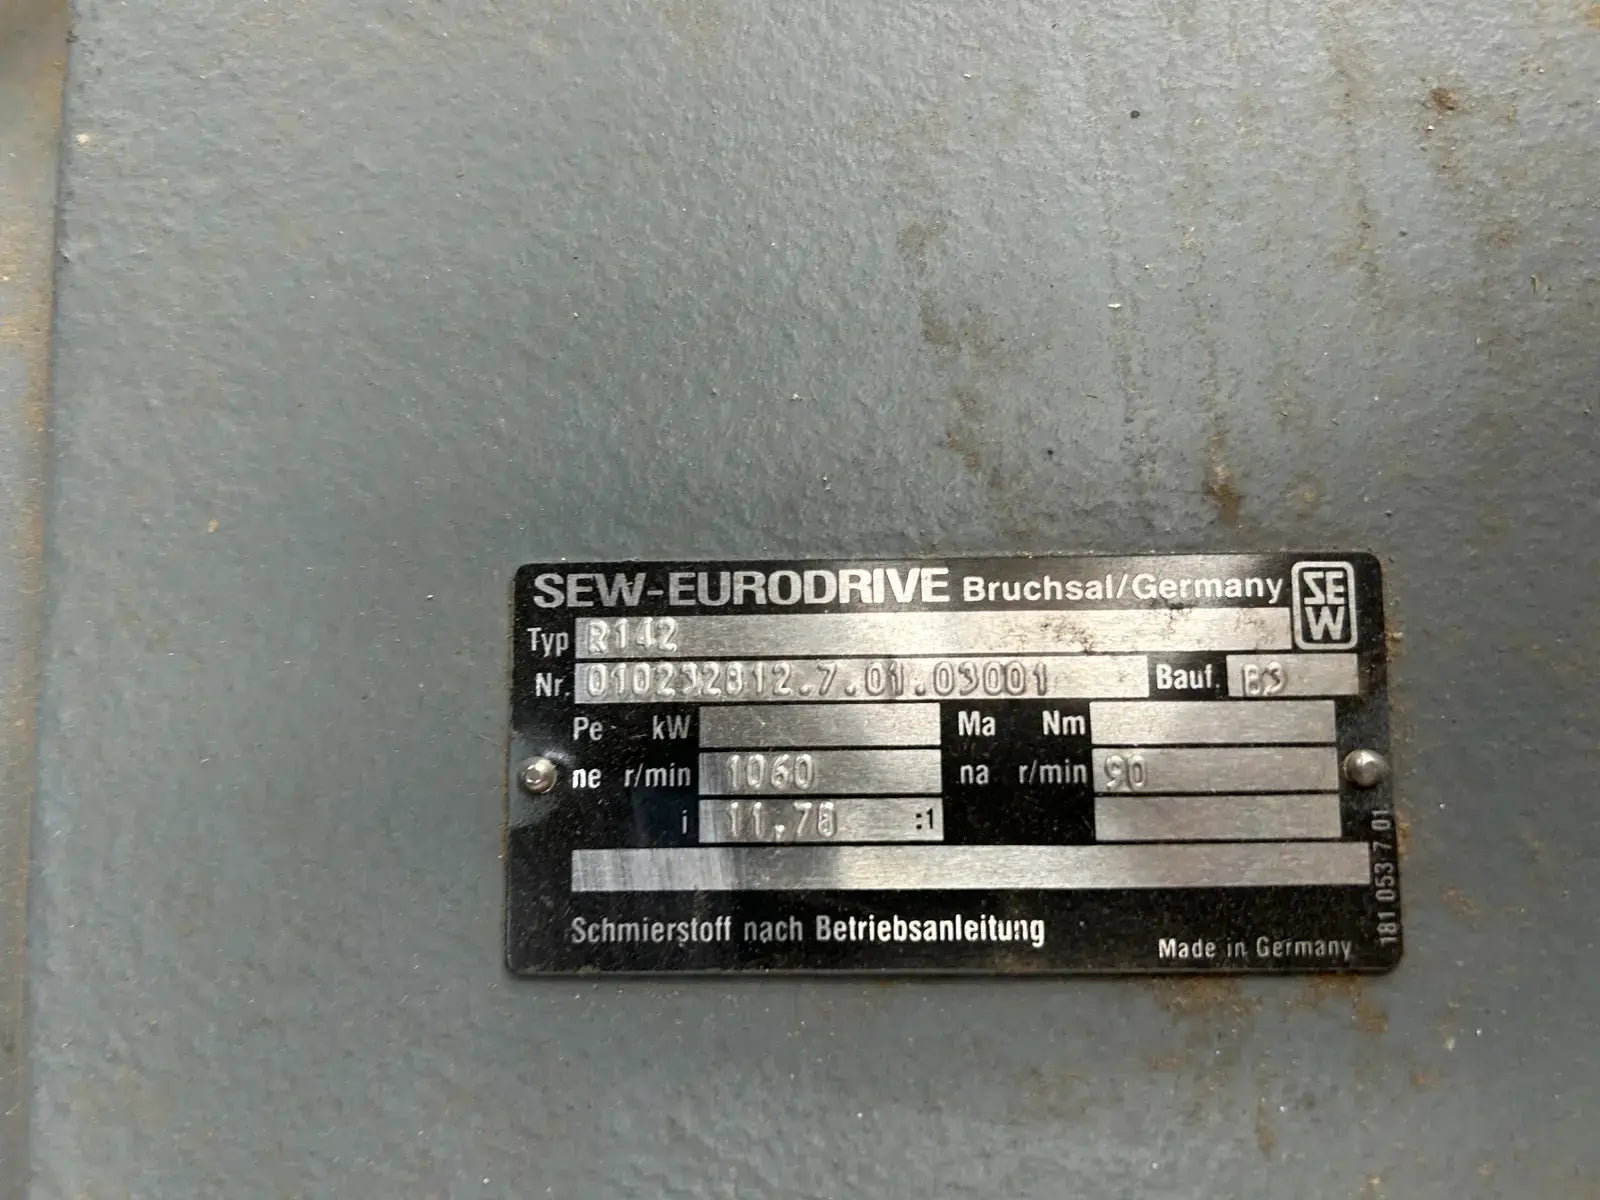 SEW-EURODRIVE Bruchsal/Germany SEW
Typ R142
Nr. 010232812.7.01.03001 Bauf. B3
Pe kW Ma Nm
ne r/min 1060 na r/min 90
i 11.78 :1
Schmierstoff nach Betriebsanleitung
Made in Germany
181 053 7 01